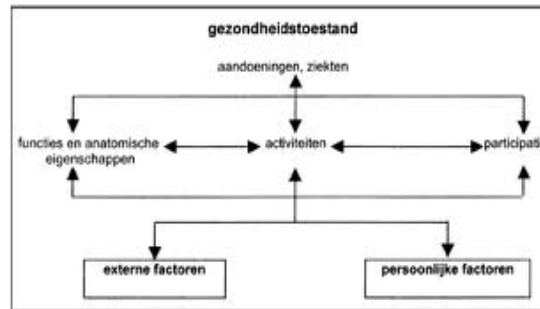 gezondheidstoestand
aandoeningen, ziekten
functies en anatomische
eigenschappen
activiteiten
participati
externe factoren
persoonlijke factoren